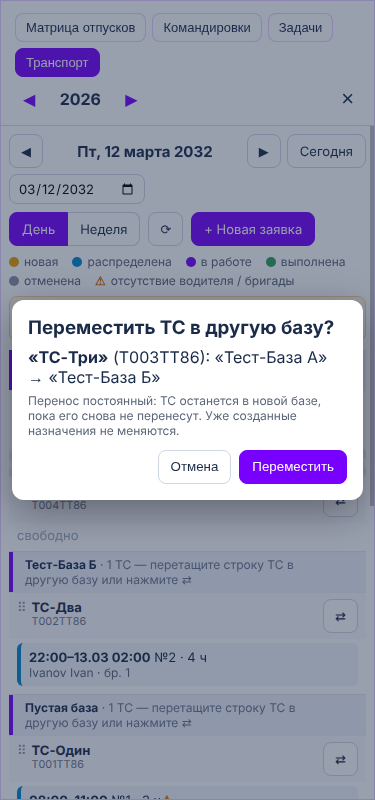 Матрица отпусков
Командировки
Задачи
Транспорт
◀ 2026 ▶ ×
◀ Пт, 12 марта 2032 ▶ Сегодня
03/12/2032
День Неделя ⟳ + Новая заявка
новая распределена в работе выполнена
отменена ⚠ отсутствие водителя / бригады
Переместить ТС в другую базу?
«ТС-Три» (Т003ТТ86): «Тест-База А»
→ «Тест-База Б»
Перенос постоянный: ТС останется в новой базе,
пока его снова не перенесут. Уже созданные
назначения не меняются.
Отмена Переместить
Т004ТТ86 ⇄
свободно
Тест-База Б · 1 ТС — перетащите строку ТС в
другую базу или нажмите ⇄
⠿ ТС-Два
Т002ТТ86 ⇄
22:00–13.03 02:00 №2 · 4 ч
Ivanov Ivan · бр. 1
Пустая база · 1 ТС — перетащите строку ТС в
другую базу или нажмите ⇄
⠿ ТС-Один
Т001ТТ86 ⇄